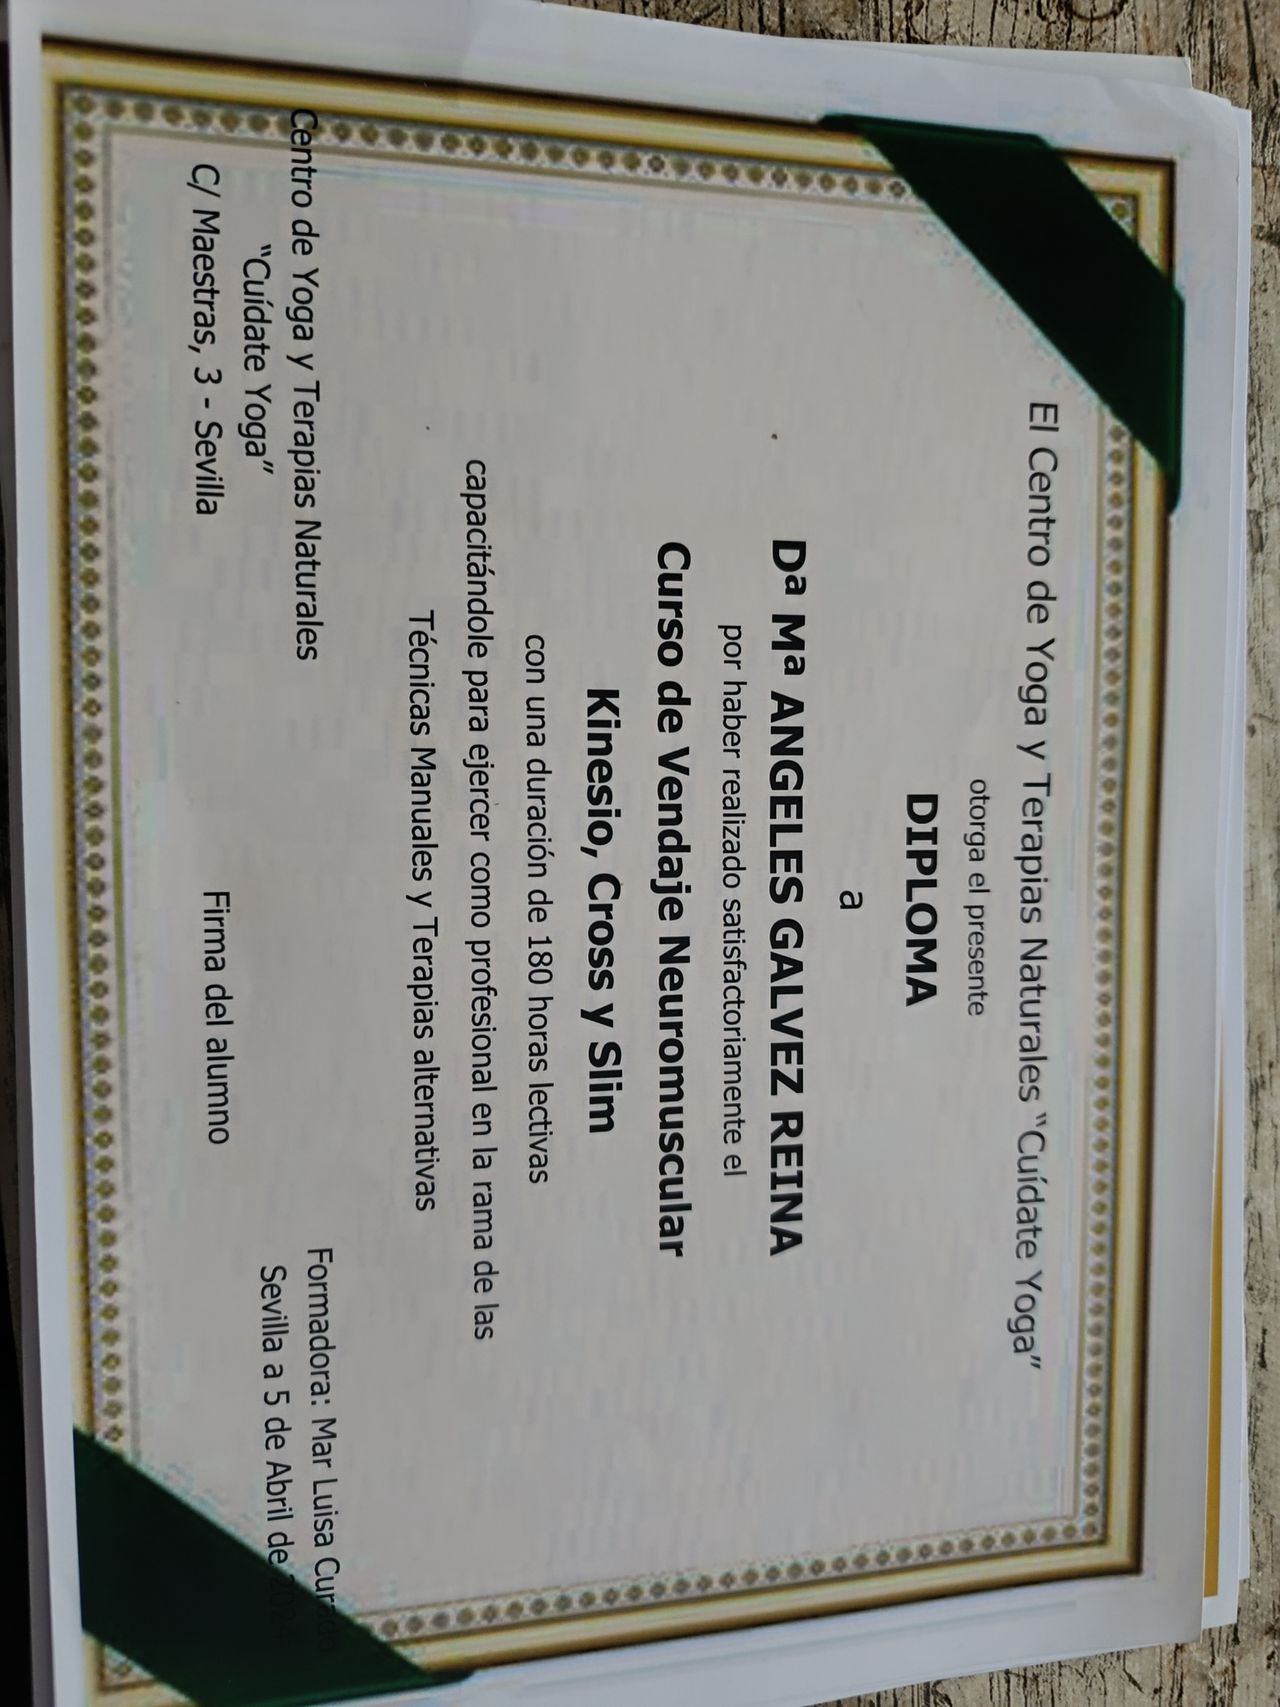 El Centro de Yoga y Terapias Naturales “Cuídate Yoga”
otorga el presente
DIPLOMA
a
Dª Mª ANGELES GALVEZ REINA
por haber realizado satisfactoriamente el
Curso de Vendaje Neuromuscular
Kinesio, Cross y Slim
con una duración de 180 horas lectivas
capacitándole para ejercer como profesional en la rama de las
Técnicas Manuales y Terapias alternativas
Centro de Yoga y Terapias Naturales
“Cuídate Yoga”
C/ Maestras, 3 - Sevilla
Firma del alumno
Formadora: Mar Luisa Curado
Sevilla a 5 de Abril de